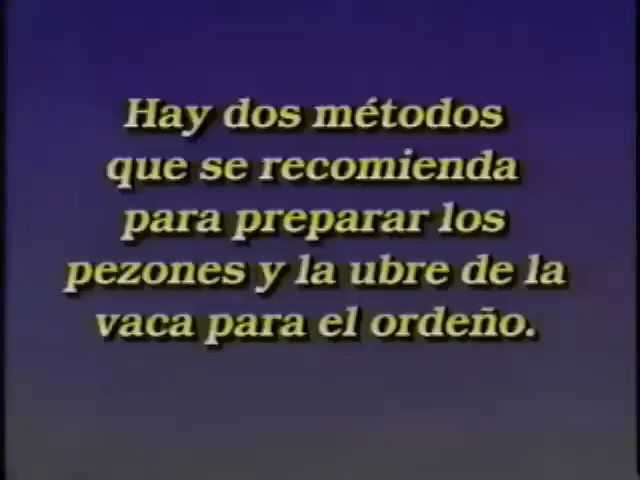 Hay dos métodos
que se recomienda
para preparar los
pezones y la ubre de la
vaca para el ordeño.